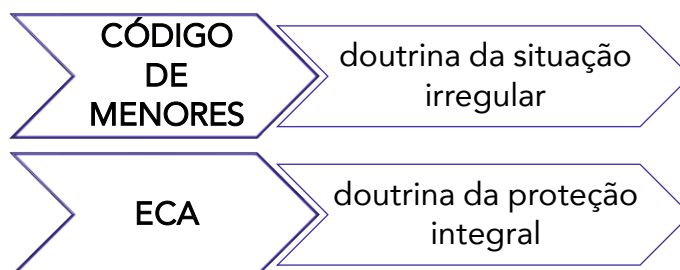 CÓDIGO
DE
MENORES
doutrina da situação
irregular
ECA
doutrina da proteção
integral